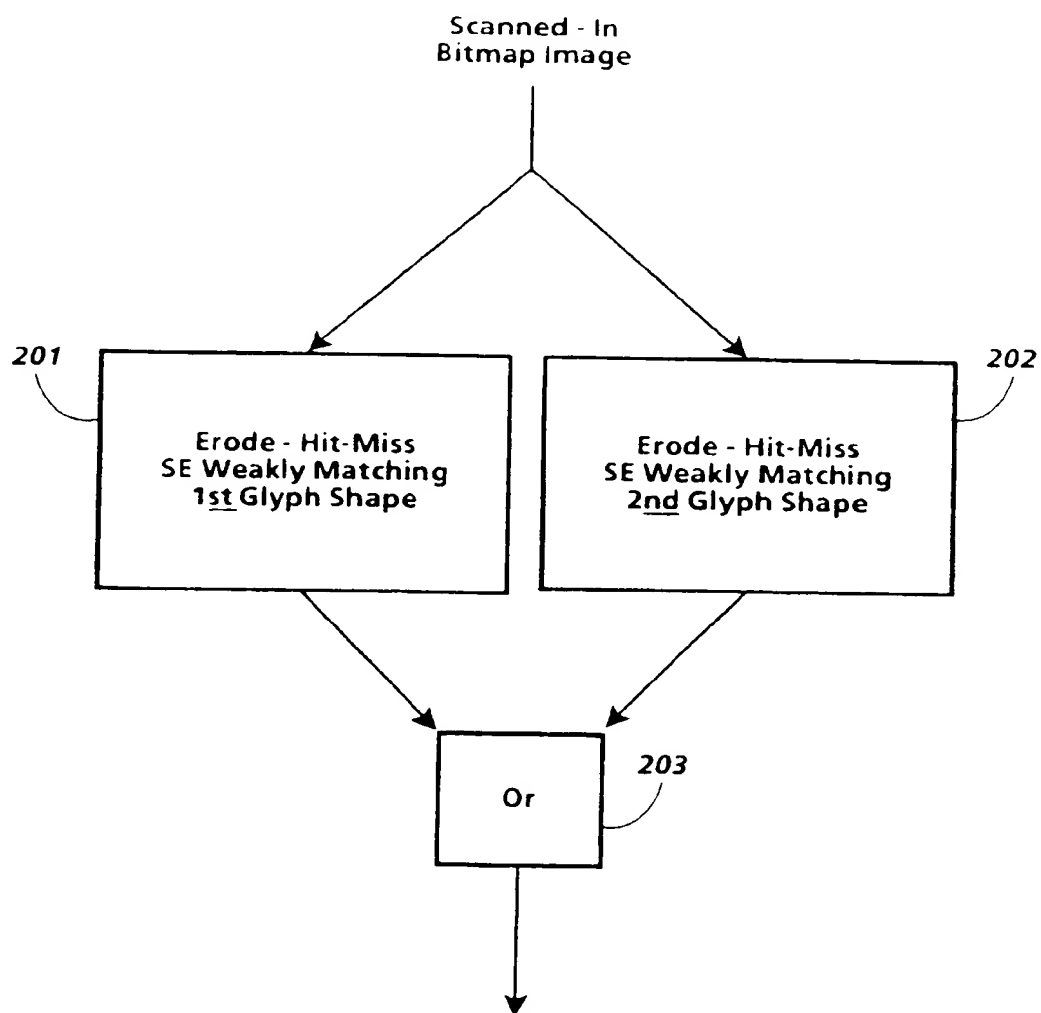 Scanned - In
Bitmap Image
201
202
Erode - Hit-Miss
SE Weakly Matching
1st Glyph Shape
Erode - Hit-Miss
SE Weakly Matching
2nd Glyph Shape
Or
203